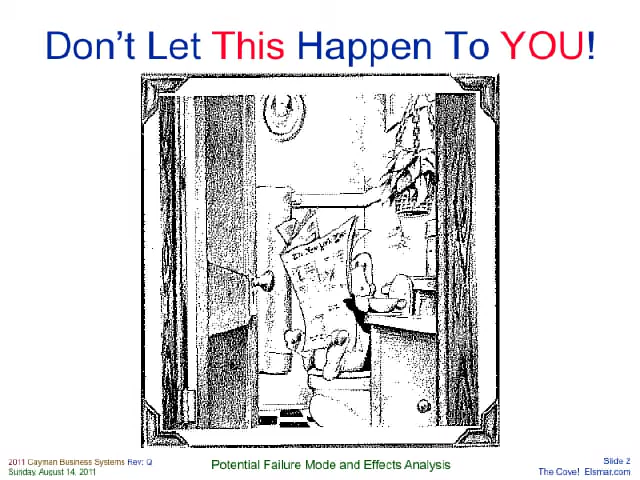 Don't Let This Happen To YOU!
2011 Cayman Business Systems Rev: Q
Sunday, August 14, 2011
Potential Failure Mode and Effects Analysis
Slide 2
The Cove! Elsmar.com